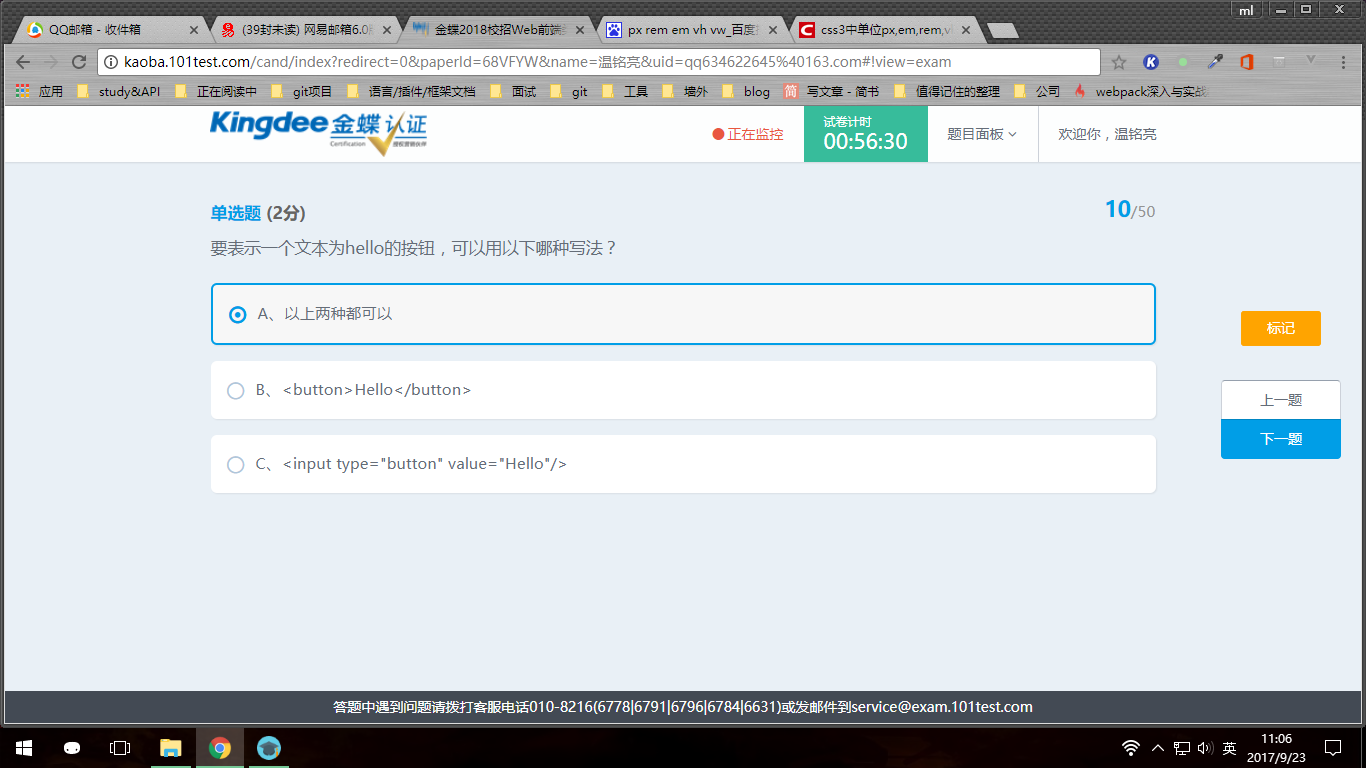 ml
QQ邮箱 - 收件箱
(39封未读) 网易邮箱6.0
金蝶2018校招Web前端
px rem em vh vw_百度
css3中单位px,em,rem,v
kaoba.101test.com/cand/index?redirect=0&paperId=68VFYW&name=温铭亮&uid=qq634622645%40163.com#!view=exam
应用 study&API 正在阅读中 git项目 语言/插件/框架文档 面试 git 工具 墙外 blog 简 写文章 - 简书 值得记住的整理 公司 webpack深入与实战
Kingdee金蝶认证
Certification 授权营销伙伴
正在监控
试卷计时
00:56:30
题目面板
欢迎你，温铭亮
单选题 (2分)
10/50
要表示一个文本为hello的按钮，可以用以下哪种写法？
A、以上两种都可以
B、<button>Hello</button>
C、<input type="button" value="Hello"/>
标记
上一题
下一题
答题中遇到问题请拨打客服电话010-8216(6778|6791|6796|6784|6631)或发邮件到service@exam.101test.com
英
11:06
2017/9/23